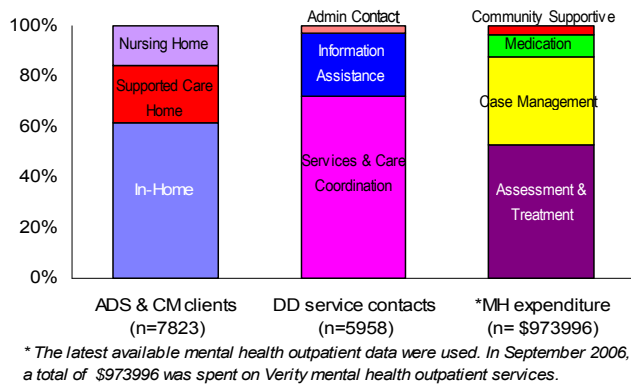 100%
80%
60%
40%
20%
0%
Nursing Home
Supported Care
Home
In-Home
Admin Contact
Information
Assistance
Services & Care
Coordination
Community Supportive
Medication
Case Management
Assessment &
Treatment
ADS & CM clients
(n=7823)
DD service contacts
(n=5958)
*MH expenditure
(n= $973996)
* The latest available mental health outpatient data were used. In September 2006,
a total of $973996 was spent on Verity mental health outpatient services.